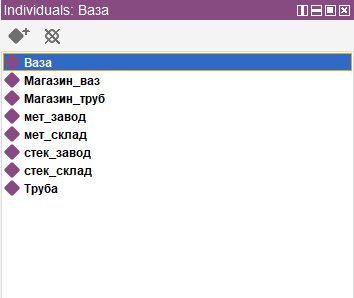 Individuals: Ваза
Ваза
Магазин_ваз
Магазин_труб
мет_завод
мет_склад
стек_завод
стек_склад
Труба